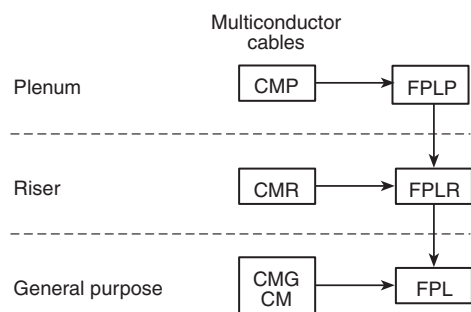 Multiconductor
cables
Plenum
CMP
FPLP
Riser
CMR
FPLR
General purpose
CMG
CM
FPL